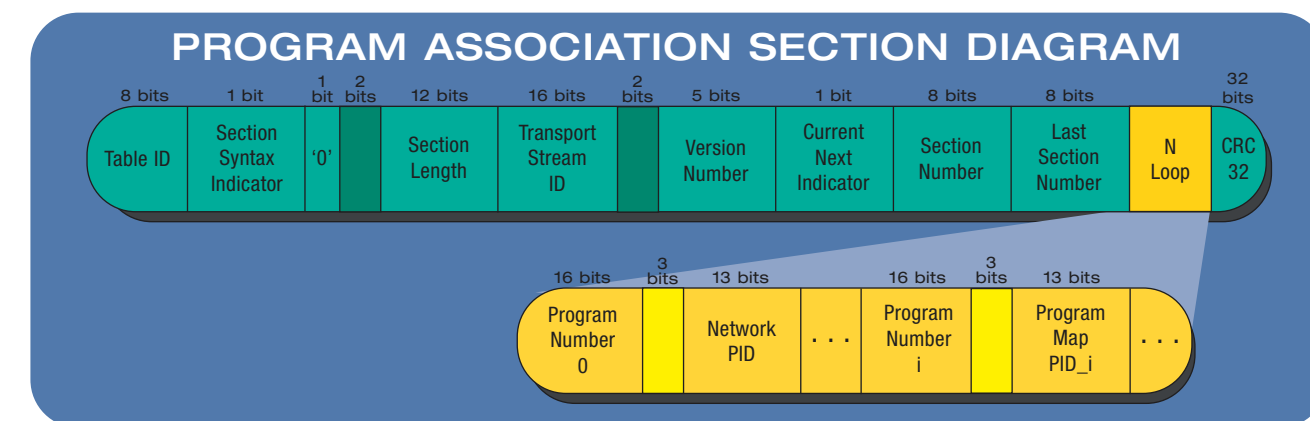 PROGRAM ASSOCIATION SECTION DIAGRAM
8 bits
1 bit
1
bit
2
bits
12 bits
16 bits
2
bits
5 bits
1 bit
8 bits
8 bits
32
bits
Table ID
Section
Syntax
Indicator
‘0’
Section
Length
Transport
Stream
ID
Version
Number
Current
Next
Indicator
Section
Number
Last
Section
Number
N
Loop
CRC
32
16 bits
3
bits
13 bits
16 bits
3
bits
13 bits
Program
Number
0
Network
PID
. . .
Program
Number
i
Program
Map
PID_i
. . .